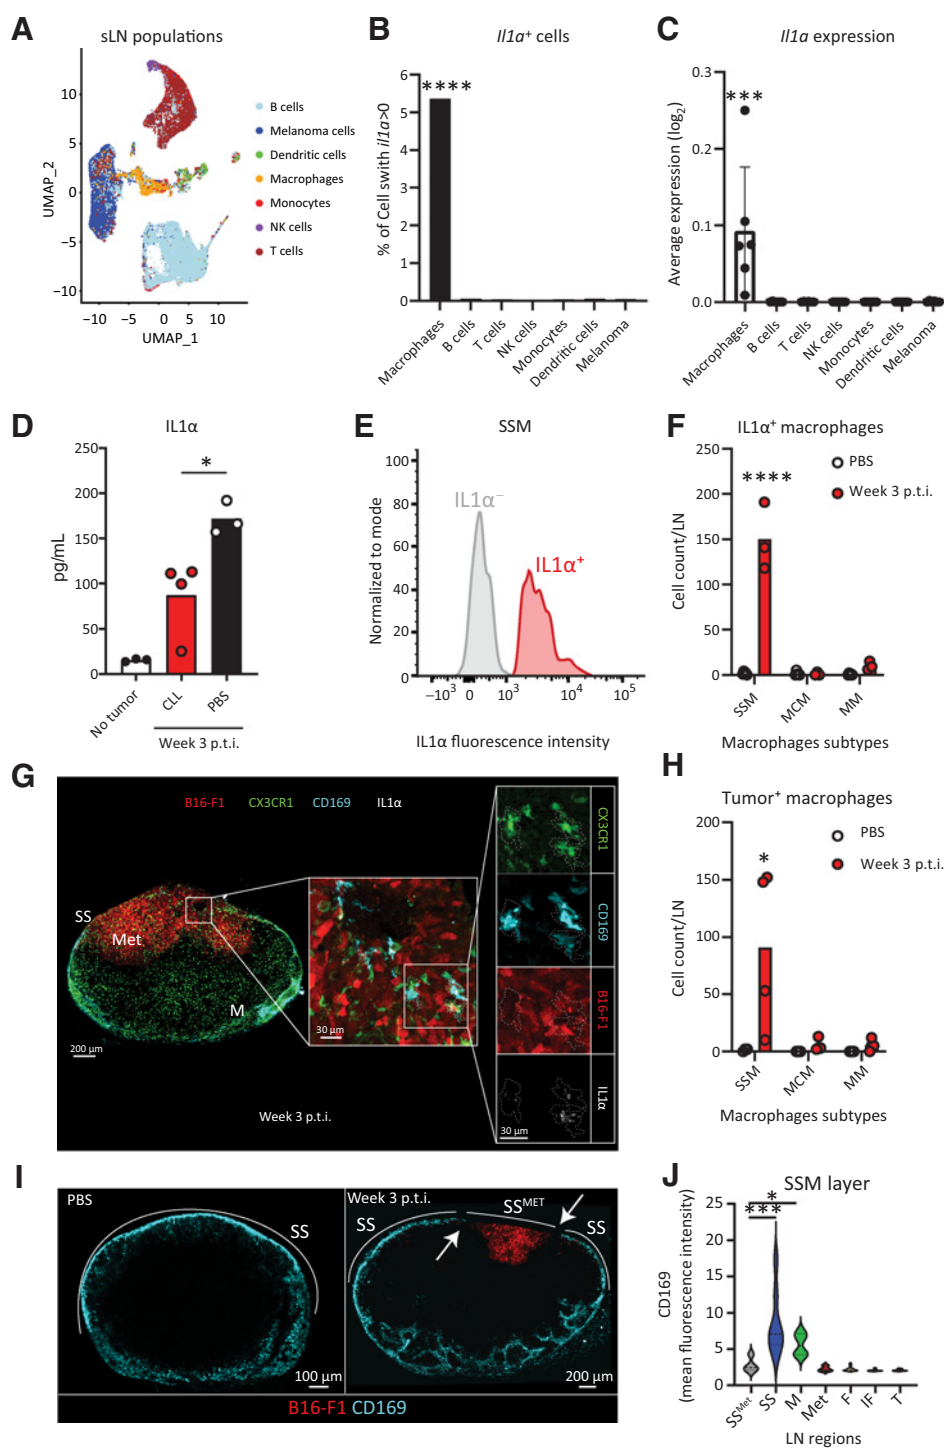 A
sLN populations
10
5
0
−5
−10
UMAP_2
−10 −5 0 5 10
UMAP_1
B cells
Melanoma cells
Dendritic cells
Macrophages
Monocytes
NK cells
T cells
B
Il1a+ cells
% of Cell swith il1a>0
6
5
4
3
2
1
0
****
Macrophages
B cells
T cells
NK cells
Monocytes
Dendritic cells
Melanoma
C
Il1a expression
Average expression (log2)
0.3
0.2
0.1
0.0
***
Macrophages
B cells
T cells
NK cells
Monocytes
Dendritic cells
Melanoma
D
IL1α
pg/mL
250
200
150
100
50
0
*
No tumor
CLL
PBS
Week 3 p.t.i.
E
SSM
Normalized to mode
100
80
60
40
20
0
IL1α−
IL1α+
−10³ 0 10³ 10⁴ 10⁵
IL1α fluorescence intensity
F
IL1α+ macrophages
Cell count/LN
250
200
150
100
50
0
****
PBS
Week 3 p.t.i.
SSM
MCM
MM
Macrophages subtypes
G
B16-F1 CX3CR1 CD169 IL1α
SS
Met
M
200 µm
30 µm
Week 3 p.t.i.
CX3CR1
CD169
B16-F1
IL1α
30 µm
H
Tumor+ macrophages
Cell count/LN
200
150
100
50
0
*
PBS
Week 3 p.t.i.
SSM
MCM
MM
Macrophages subtypes
I
PBS
SS
100 µm
Week 3 p.t.i.
SS
SSMET
SS
200 µm
B16-F1 CD169
J
SSM layer
CD169
(mean fluorescence intensity)
25
20
15
10
5
0
*
***
SSMet
SS
M
Met
F
IF
T
LN regions